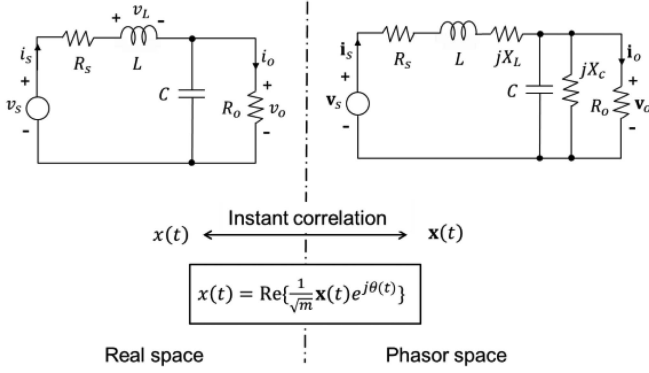 + v_L -
i_s
R_s
L
i_o
+
v_s
-
C
R_o
+
v_o
-
i_s
R_s
L
jX_L
i_o
+
v_s
-
C
jX_c
R_o
+
v_o
-
Instant correlation
x(t)
x(t)
x(t) = Re{1/√m x(t)e^{jθ(t)}}
Real space
Phasor space